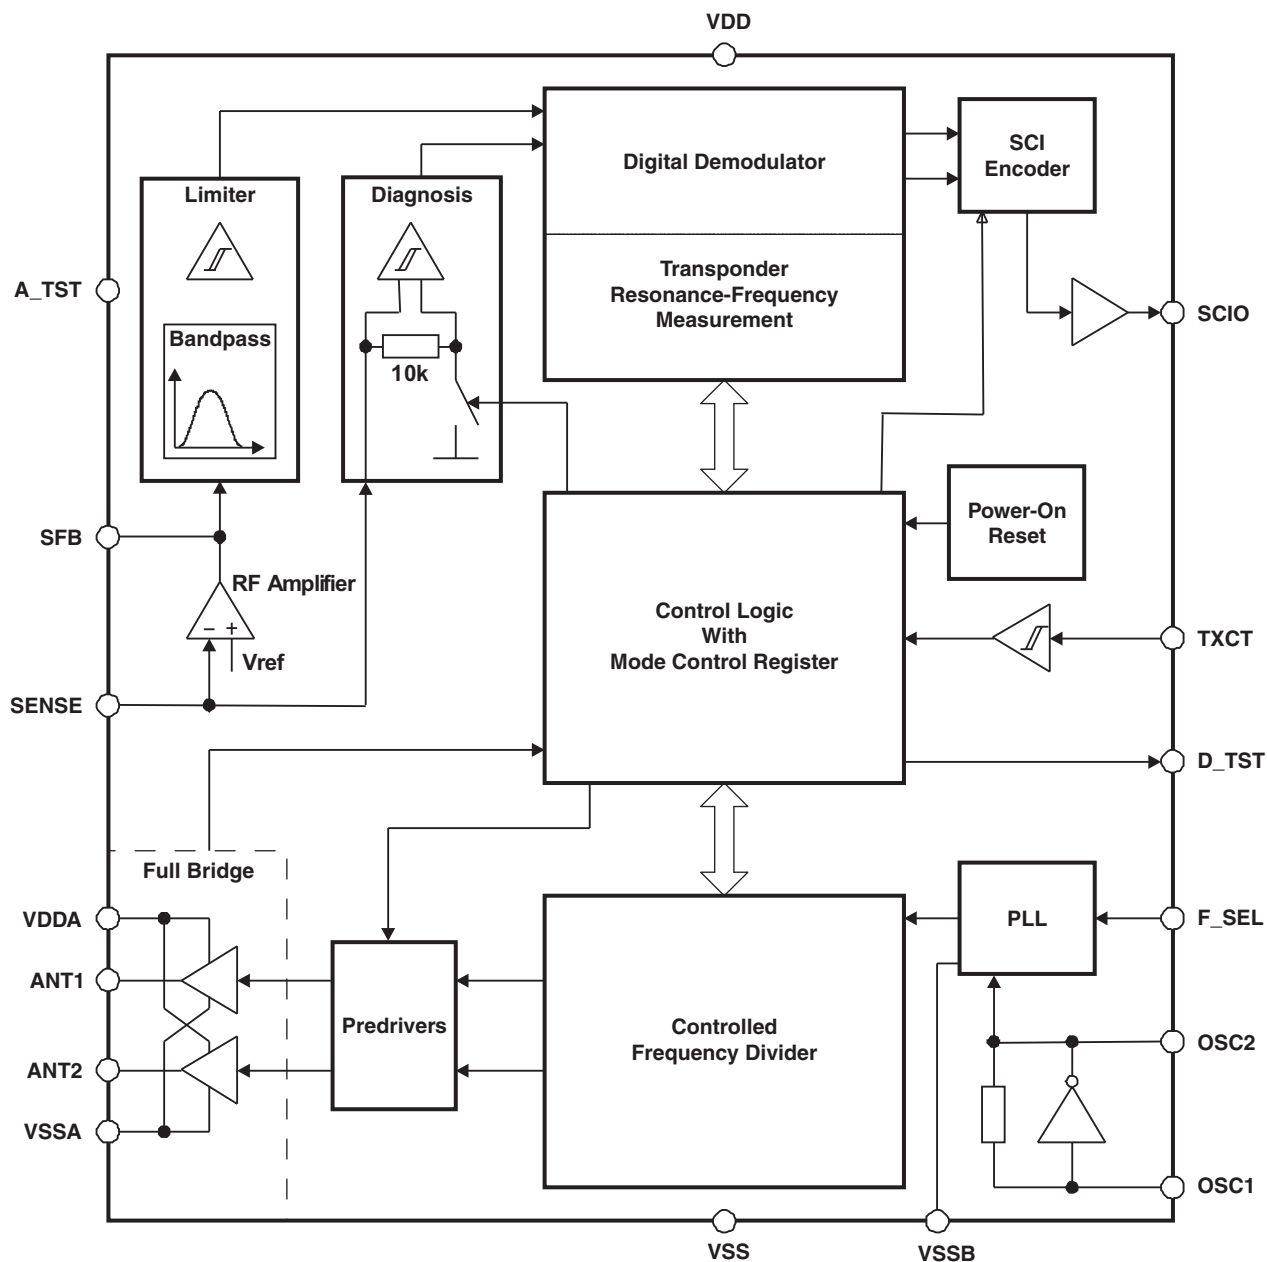 VDD
Digital Demodulator
SCI
Encoder
Limiter
Diagnosis
Transponder
Resonance-Frequency
Measurement
A_TST
SCIO
Bandpass
10k
Power-On
Reset
SFB
RF Amplifier
− +
Vref
Control Logic
With
Mode Control Register
TXCT
SENSE
D_TST
Full Bridge
VDDA
PLL
F_SEL
ANT1
Predrivers
Controlled
Frequency Divider
OSC2
ANT2
VSSA
OSC1
VSS
VSSB